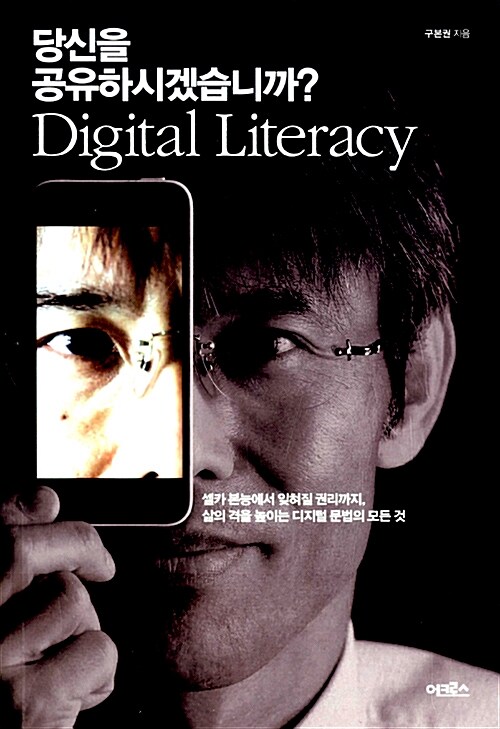 구본권 지음
당신을
공유하시겠습니까?
Digital Literacy
셀카 본능에서 잊혀질 권리까지,
삶의 격을 높이는 디지털 문법의 모든 것
어크로스